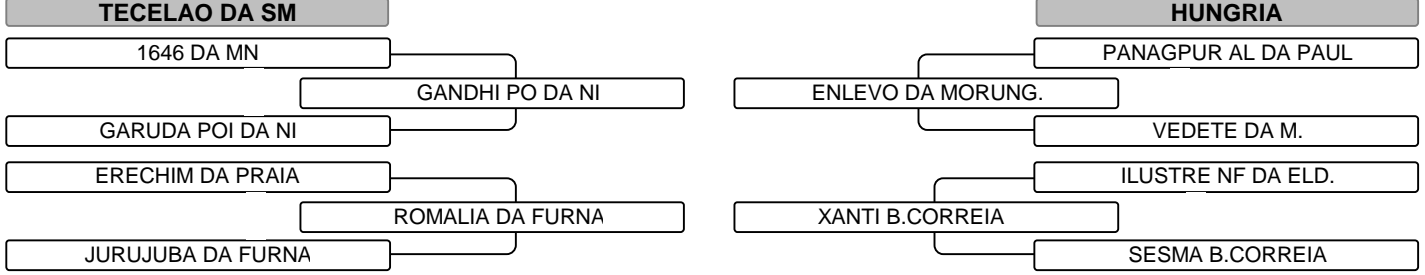 TECELAO DA SM
HUNGRIA
1646 DA MN
PANAGPUR AL DA PAUL
GANDHI PO DA NI
ENLEVO DA MORUNG.
GARUDA POI DA NI
VEDETE DA M.
ERECHIM DA PRAIA
ILUSTRE NF DA ELD.
ROMALIA DA FURNA
XANTI B.CORREIA
JURUJUBA DA FURNA
SESMA B.CORREIA